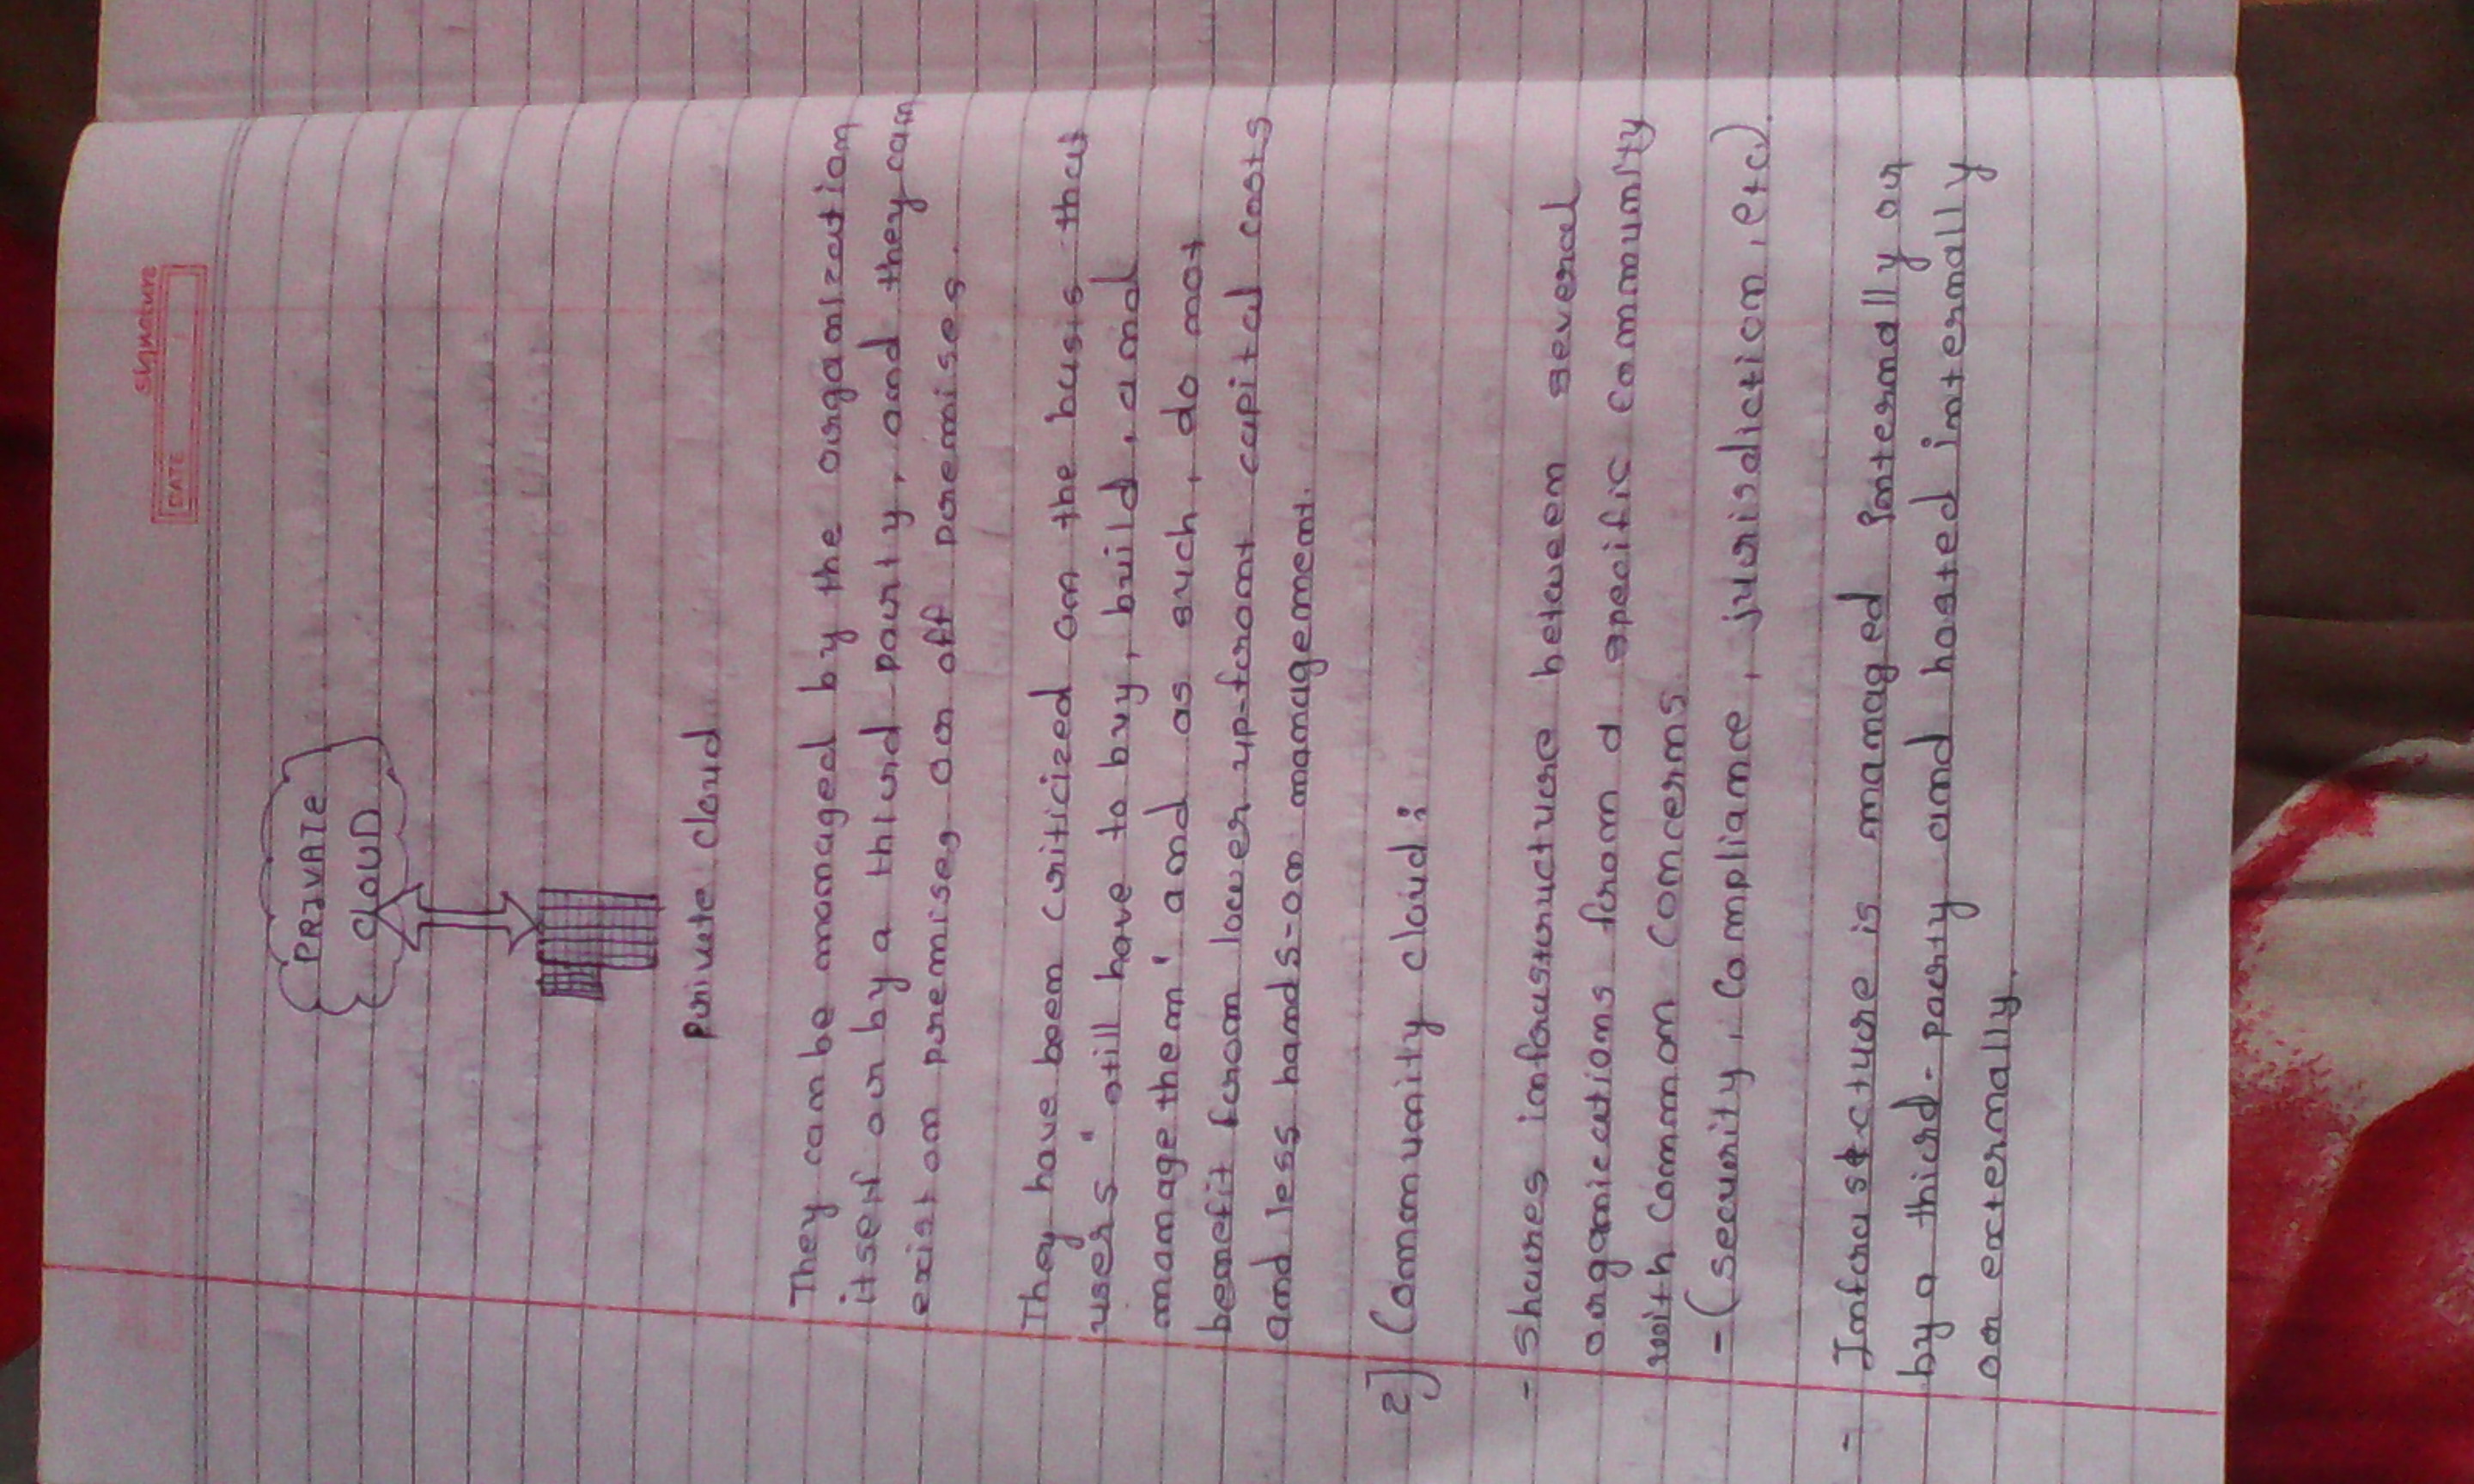 Signature
DATE
PRIVATE
CLOUD
Private cloud
They can be managed by the organization
itself or by a third party, and they can
exist on premises or off premises.
They have been criticized on the basis that
users "still have to buy, build, and
manage them" and as such, do not
benefit from lower up-front capital costs
and less hands-on management.
2] Community cloud:
- Shares infrastructure between several
organizations from a specific community
with common concerns.
- (security, compliance, jurisdiction, etc).
- Infrastcture is managed internally or
by a third-party and hosted internally
or externally.